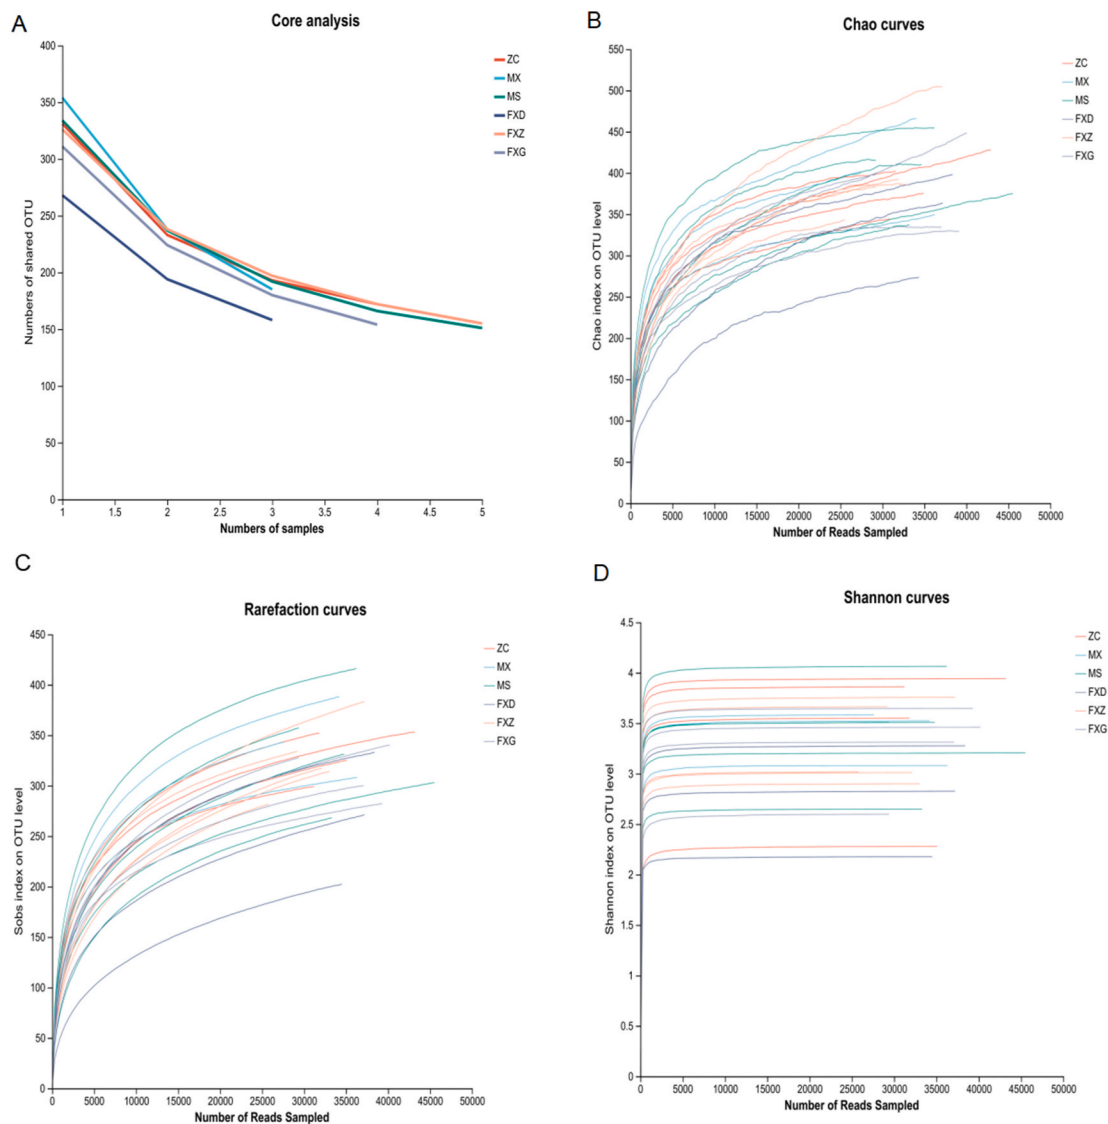 A
Core analysis
400
350
300
250
200
150
100
50
0
Numbers of shared OTU
1
1.5
2
2.5
3
3.5
4
4.5
5
Numbers of samples
ZC
MX
MS
FXD
FXZ
FXG
B
Chao curves
550
500
450
400
350
300
250
200
150
100
50
0
Chao index on OTU level
0
5000
10000
15000
20000
25000
30000
35000
40000
45000
50000
Number of Reads Sampled
ZC
MX
MS
FXD
FXZ
FXG
C
Rarefaction curves
450
400
350
300
250
200
150
100
50
0
Sobs index on OTU level
0
5000
10000
15000
20000
25000
30000
35000
40000
45000
50000
Number of Reads Sampled
ZC
MX
MS
FXD
FXZ
FXG
D
Shannon curves
4.5
4
3.5
3
2.5
2
1.5
1
0.5
0
Shannon index on OTU level
0
5000
10000
15000
20000
25000
30000
35000
40000
45000
50000
Number of Reads Sampled
ZC
MX
MS
FXD
FXZ
FXG